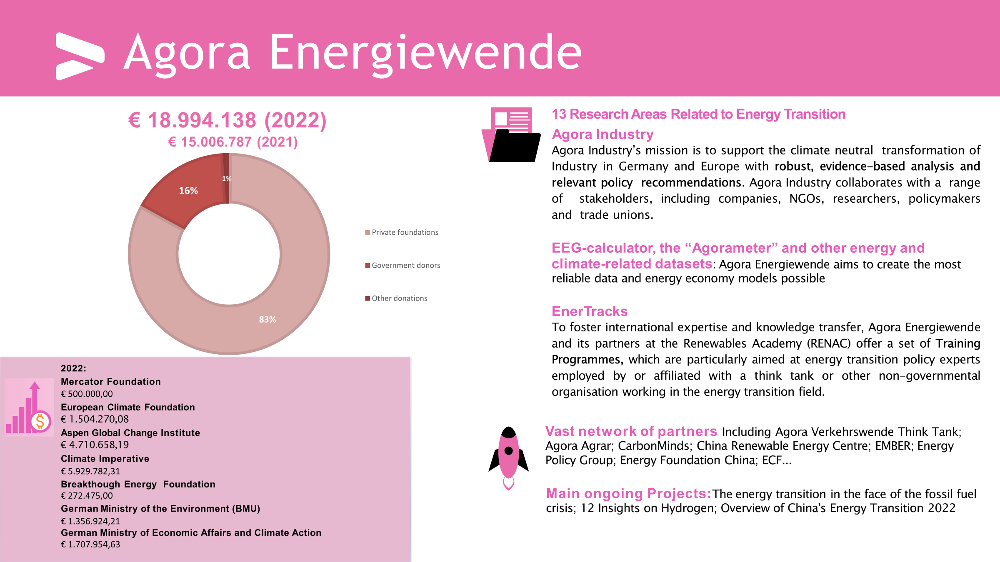 Agora Energiewende
€ 18.994.138 (2022)
€ 15.006.787 (2021)
1%
16%
83%
Private foundations
Government donors
Other donations
2022:
Mercator Foundation
€ 500.000,00
European Climate Foundation
€ 1.504.270,08
Aspen Global Change Institute
€ 4.710.658,19
Climate Imperative
€ 5.929.782,31
Breakthough Energy Foundation
€ 272.475,00
German Ministry of the Environment (BMU)
€ 1.356.924,21
German Ministry of Economic Affairs and Climate Action
€ 1.707.954,63
$
13 Research Areas Related to Energy Transition
Agora Industry
Agora Industry’s mission is to support the climate neutral transformation of
Industry in Germany and Europe with robust, evidence-based analysis and
relevant policy recommendations. Agora Industry collaborates with a range
of stakeholders, including companies, NGOs, researchers, policymakers
and trade unions.
EEG-calculator, the “Agorameter” and other energy and
climate-related datasets: Agora Energiewende aims to create the most
reliable data and energy economy models possible
EnerTracks
To foster international expertise and knowledge transfer, Agora Energiewende
and its partners at the Renewables Academy (RENAC) offer a set of Training
Programmes, which are particularly aimed at energy transition policy experts
employed by or affiliated with a think tank or other non-governmental
organisation working in the energy transition field.
Vast network of partners Including Agora Verkehrswende Think Tank;
Agora Agrar; CarbonMinds; China Renewable Energy Centre; EMBER; Energy
Policy Group; Energy Foundation China; ECF...
Main ongoing Projects:The energy transition in the face of the fossil fuel
crisis; 12 Insights on Hydrogen; Overview of China's Energy Transition 2022